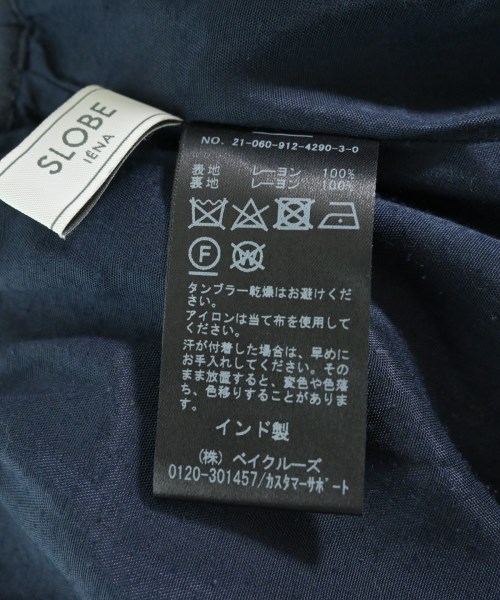 SLOBE
IÉNA
NO. 21-060-912-4290-3-0
表地 レーヨン 100%
裏地 レーヨン 100%
F W
タンブラー乾燥はお避けくだ
さい。
アイロンは当て布を使用して
ください。
汗が付着した場合は、早めに
お手入れしてください。その
まま放置すると、変色や色落
ち、色移りすることがありま
す。
インド製
(株) ベイクルーズ
0120-301457/カスタマーサポート